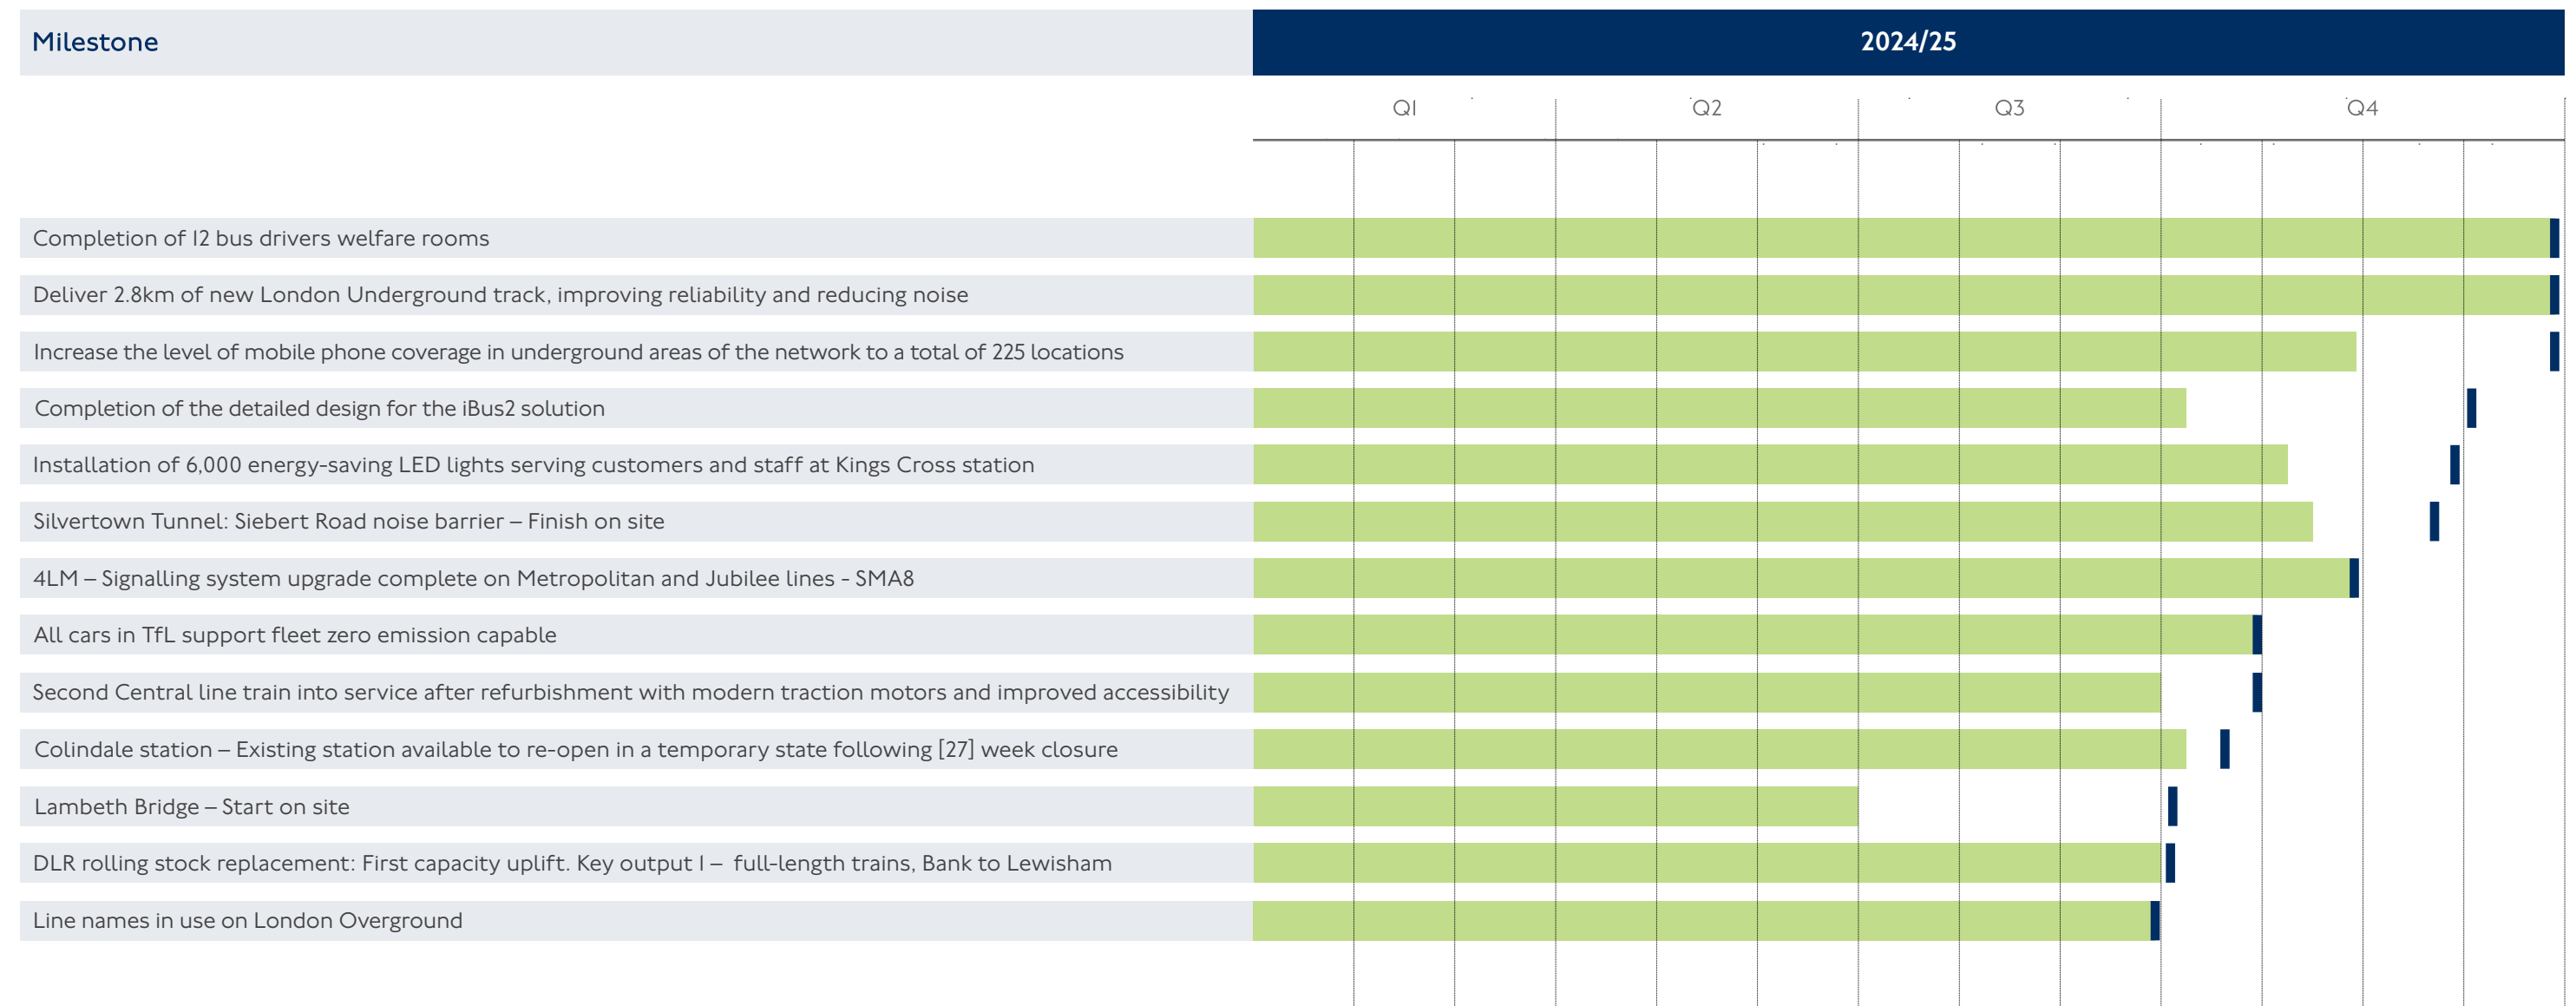 Milestone
2024/25
Q1
Q2
Q3
Q4
Completion of 12 bus drivers welfare rooms
Deliver 2.8km of new London Underground track, improving reliability and reducing noise
Increase the level of mobile phone coverage in underground areas of the network to a total of 225 locations
Completion of the detailed design for the iBus2 solution
Installation of 6,000 energy-saving LED lights serving customers and staff at Kings Cross station
Silvertown Tunnel: Siebert Road noise barrier – Finish on site
4LM – Signalling system upgrade complete on Metropolitan and Jubilee lines - SMA8
All cars in TfL support fleet zero emission capable
Second Central line train into service after refurbishment with modern traction motors and improved accessibility
Colindale station – Existing station available to re-open in a temporary state following [27] week closure
Lambeth Bridge – Start on site
DLR rolling stock replacement: First capacity uplift. Key output 1 – full-length trains, Bank to Lewisham
Line names in use on London Overground